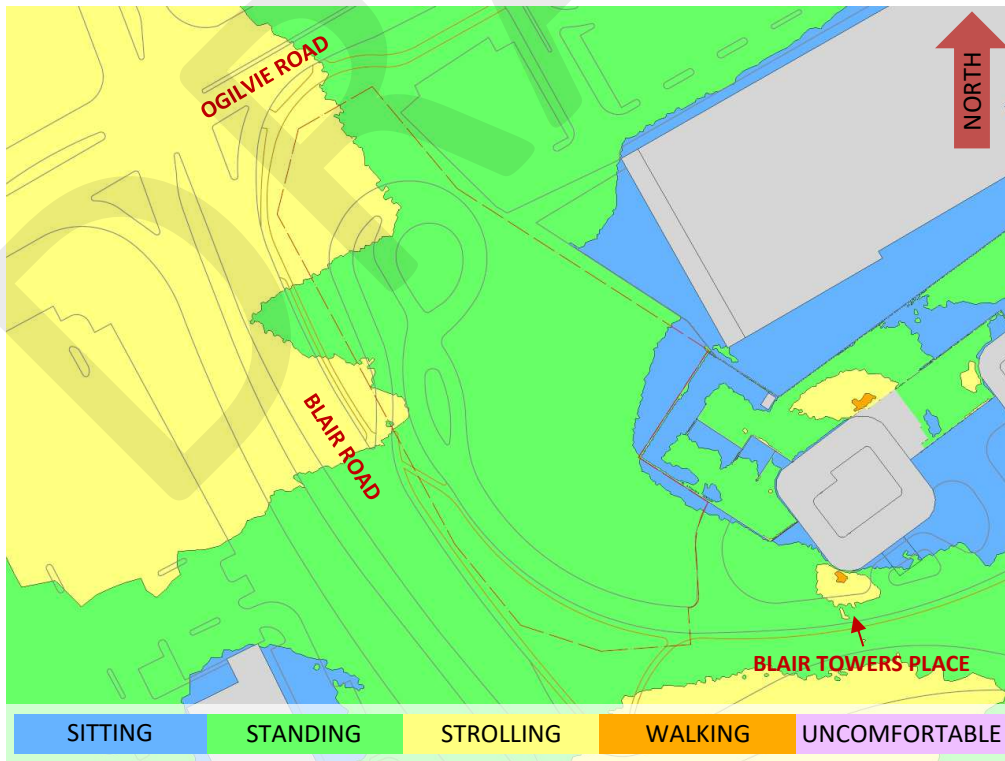 OGILVIE ROAD
NORTH
BLAIR ROAD
BLAIR TOWERS PLACE
SITTING
STANDING
STROLLING
WALKING
UNCOMFORTABLE